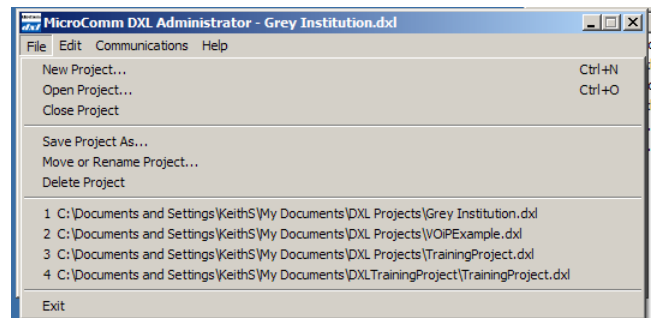 MicroComm DXL Administrator - Grey Institution.dxl
File Edit Communications Help
New Project... Ctrl+N
Open Project... Ctrl+O
Close Project
Save Project As...
Move or Rename Project...
Delete Project
1 C:\Documents and Settings\KeithS\My Documents\DXL Projects\Grey Institution.dxl
2 C:\Documents and Settings\KeithS\My Documents\DXL Projects\VOiPExample.dxl
3 C:\Documents and Settings\KeithS\My Documents\DXL Projects\TrainingProject.dxl
4 C:\Documents and Settings\KeithS\My Documents\DXLTrainingProject\TrainingProject.dxl
Exit